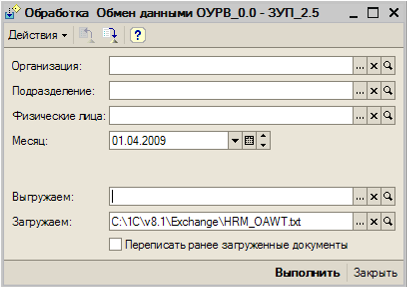 Обработка Обмен данными ОУРВ_0.0 - ЗУП_2.5
Действия
Организация:
Подразделение:
Физические лица:
Месяц: 01.04.2009
Выгружаем:
Загружаем: C:\1C\v8.1\Exchange\HRM_OAWT.txt
Переписать ранее загруженные документы
Выполнить Закрыть